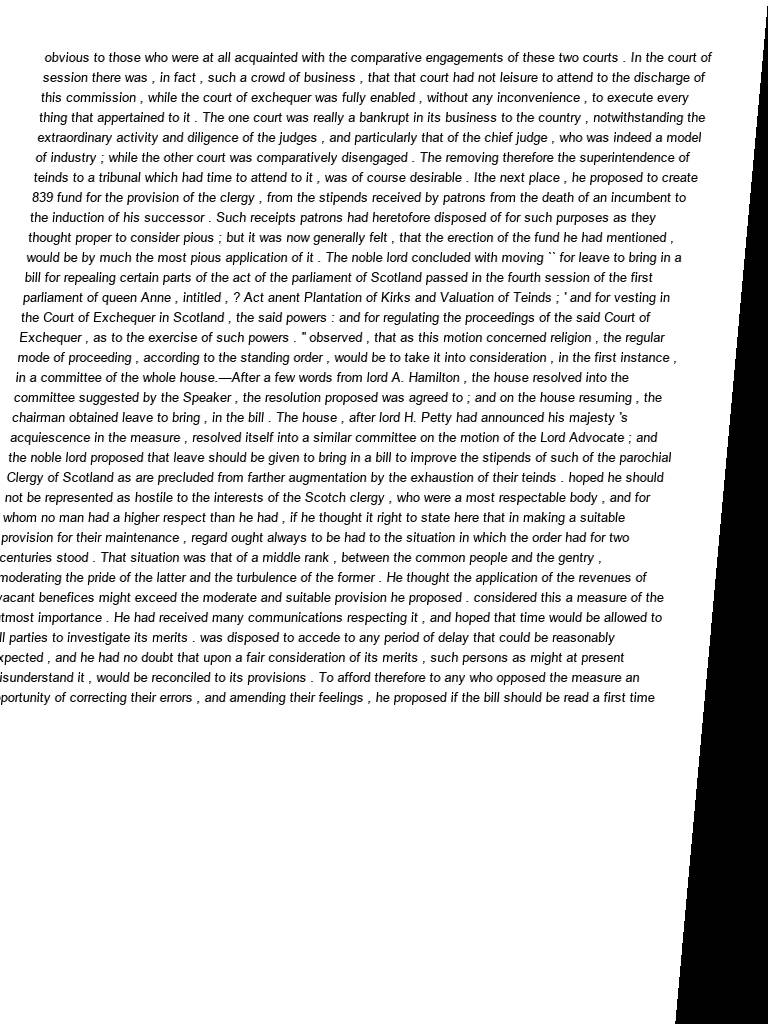 obvious to those who were at all acquainted with the comparative engagements of these two courts . In the court of
session there was , in fact , such a crowd of business , that that court had not leisure to attend to the discharge of
this commission , while the court of exchequer was fully enabled , without any inconvenience , to execute every
thing that appertained to it . The one court was really a bankrupt in its business to the country , notwithstanding the
extraordinary activity and diligence of the judges , and particularly that of the chief judge , who was indeed a model
of industry ; while the other court was comparatively disengaged . The removing therefore the superintendence of
teinds to a tribunal which had time to attend to it , was of course desirable . Ithe next place , he proposed to create
839 fund for the provision of the clergy , from the stipends received by patrons from the death of an incumbent to
the induction of his successor . Such receipts patrons had heretofore disposed of for such purposes as they
thought proper to consider pious ; but it was now generally felt , that the erection of the fund he had mentioned ,
would be by much the most pious application of it . The noble lord concluded with moving `` for leave to bring in a
bill for repealing certain parts of the act of the parliament of Scotland passed in the fourth session of the first
parliament of queen Anne , intitled , ? Act anent Plantation of Kirks and Valuation of Teinds ; ' and for vesting in
the Court of Exchequer in Scotland , the said powers : and for regulating the proceedings of the said Court of
Exchequer , as to the exercise of such powers . " observed , that as this motion concerned religion , the regular
mode of proceeding , according to the standing order , would be to take it into consideration , in the first instance ,
in a committee of the whole house.—After a few words from lord A. Hamilton , the house resolved into the
committee suggested by the Speaker , the resolution proposed was agreed to ; and on the house resuming , the
chairman obtained leave to bring , in the bill . The house , after lord H. Petty had announced his majesty 's
acquiescence in the measure , resolved itself into a similar committee on the motion of the Lord Advocate ; and
the noble lord proposed that leave should be given to bring in a bill to improve the stipends of such of the parochial
Clergy of Scotland as are precluded from farther augmentation by the exhaustion of their teinds . hoped he should
not be represented as hostile to the interests of the Scotch clergy , who were a most respectable body , and for
whom no man had a higher respect than he had , if he thought it right to state here that in making a suitable
provision for their maintenance , regard ought always to be had to the situation in which the order had for two
centuries stood . That situation was that of a middle rank , between the common people and the gentry ,
moderating the pride of the latter and the turbulence of the former . He thought the application of the revenues of
vacant benefices might exceed the moderate and suitable provision he proposed . considered this a measure of the
utmost importance . He had received many communications respecting it , and hoped that time would be allowed to
ll parties to investigate its merits . was disposed to accede to any period of delay that could be reasonably
xpected , and he had no doubt that upon a fair consideration of its merits , such persons as might at present
isunderstand it , would be reconciled to its provisions . To afford therefore to any who opposed the measure an
portunity of correcting their errors , and amending their feelings , he proposed if the bill should be read a first time